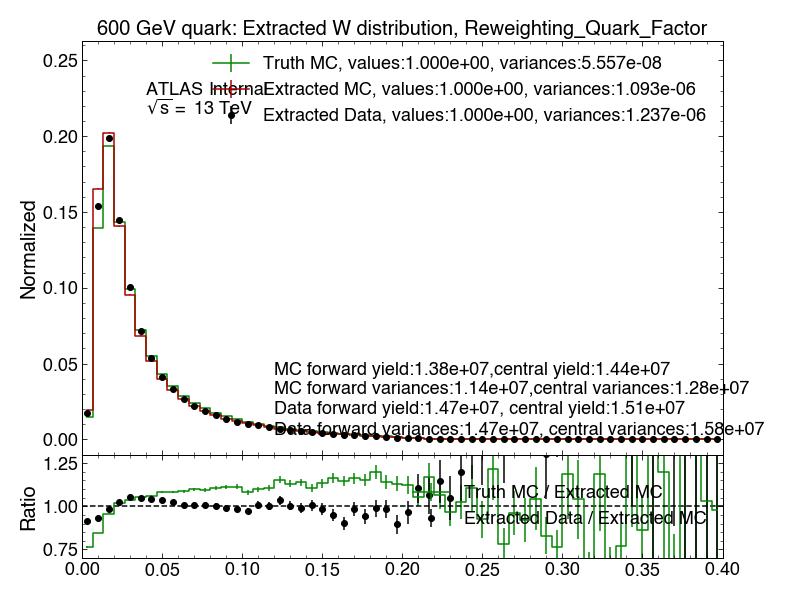 600 GeV quark: Extracted W distribution, Reweighting_Quark_Factor
Truth MC, values:1.000e+00, variances:5.557e-08
ATLAS Internal
Extracted MC, values:1.000e+00, variances:1.093e-06
√s = 13 TeV
Extracted Data, values:1.000e+00, variances:1.237e-06
Normalized
0.25
0.20
0.15
0.10
0.05
0.00
MC forward yield:1.38e+07,central yield:1.44e+07
MC forward variances:1.14e+07,central variances:1.28e+07
Data forward yield:1.47e+07, central yield:1.51e+07
Data forward variances:1.47e+07, central variances:1.58e+07
Ratio
1.25
1.00
0.75
Truth MC / Extracted MC
Extracted Data / Extracted MC
0.00 0.05 0.10 0.15 0.20 0.25 0.30 0.35 0.40